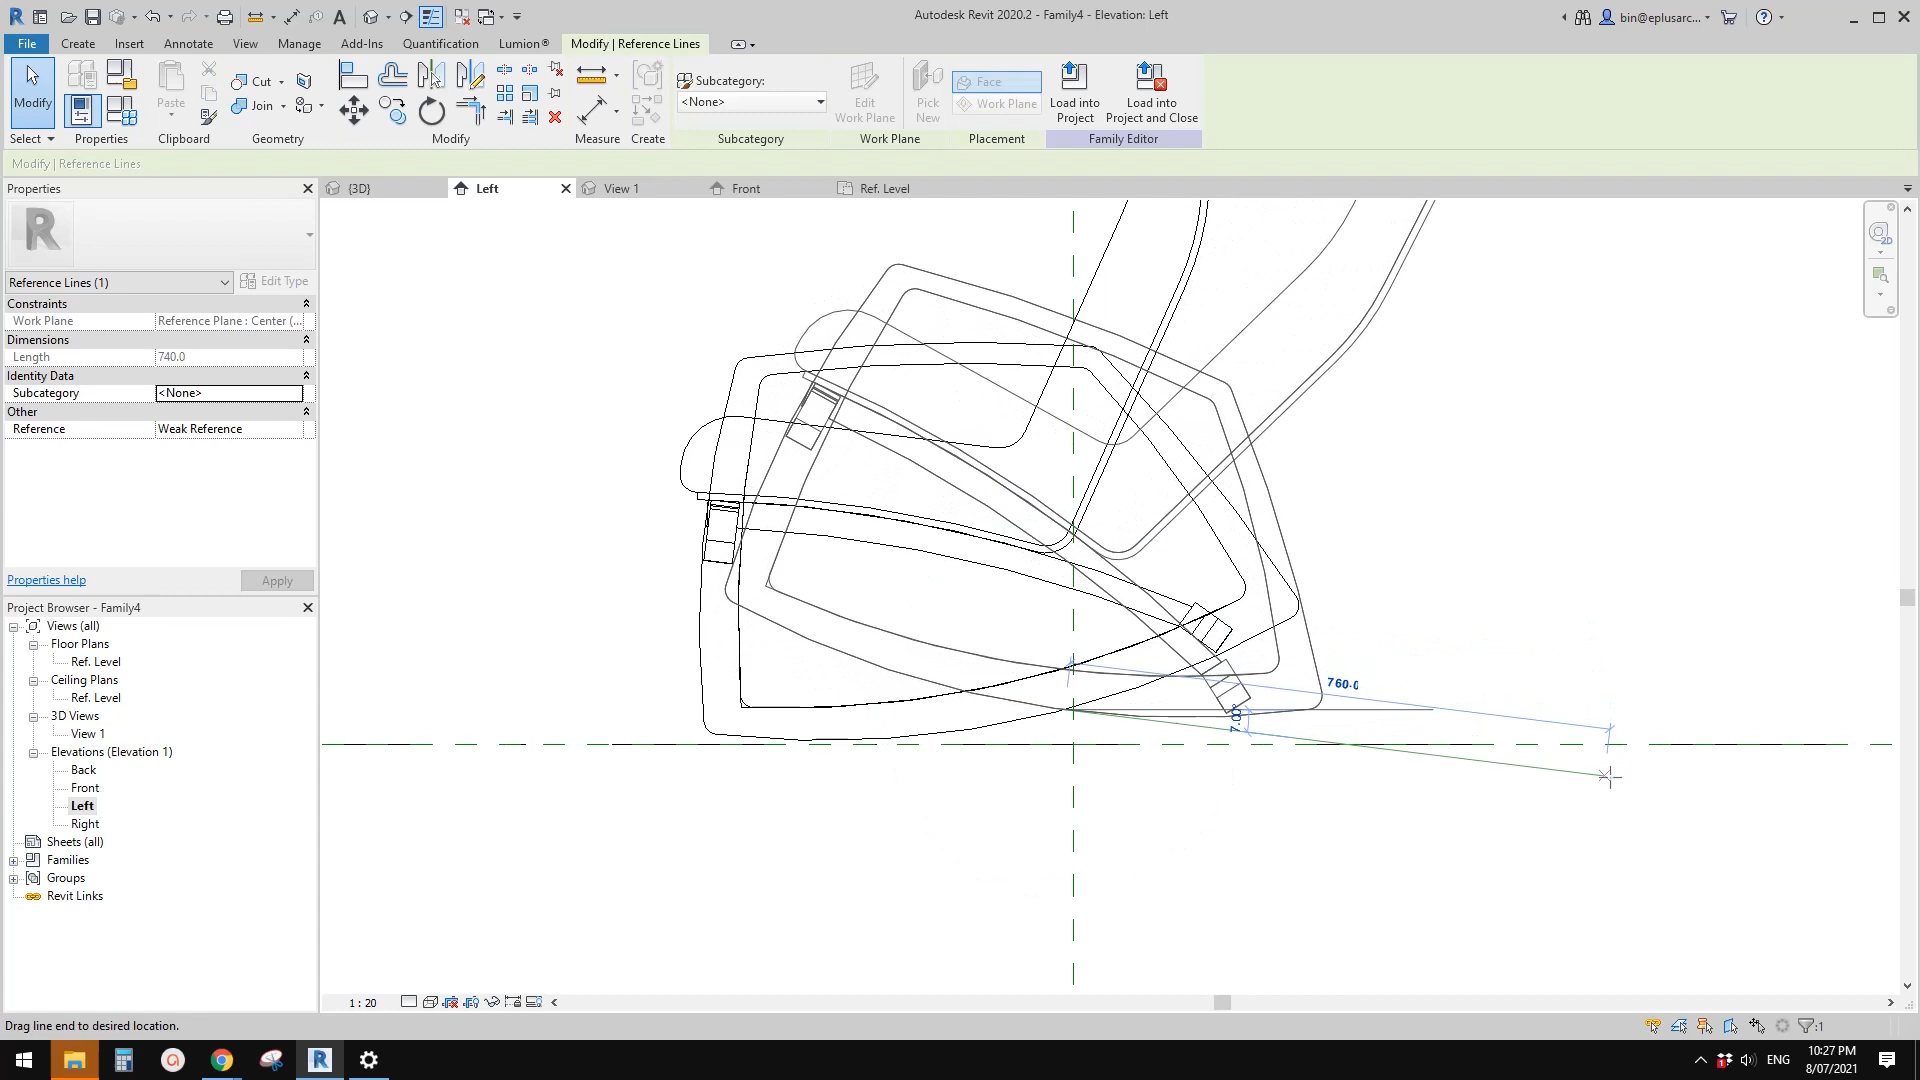 Autodesk Revit 2020.2 - Family4 - Elevation: Left
bin@eplusarc...
File
Create
Insert
Annotate
View
Manage
Add-Ins
Quantification
Lumion®
Modify | Reference Lines
Modify
Paste
Cut
Join
Subcategory:
<None>
Edit
Work Plane
Pick
New
Face
Work Plane
Load into
Project
Load into
Project and Close
Select
Properties
Clipboard
Geometry
Modify
Measure
Create
Subcategory
Work Plane
Placement
Family Editor
Modify | Reference Lines
Properties
{3D}
Left
View 1
Front
Ref. Level
R
Reference Lines (1)
Edit Type
Constraints
Work Plane
Reference Plane : Center (...
Dimensions
Length
740.0
Identity Data
Subcategory
<None>
Other
Reference
Weak Reference
Properties help
Apply
Project Browser - Family4
Views (all)
Floor Plans
Ref. Level
Ceiling Plans
Ref. Level
3D Views
View 1
Elevations (Elevation 1)
Back
Front
Left
Right
Sheets (all)
Families
Groups
Revit Links
2D
760.0
7.00°
1 : 20
Drag line end to desired location.
:1
ENG
10:27 PM
8/07/2021